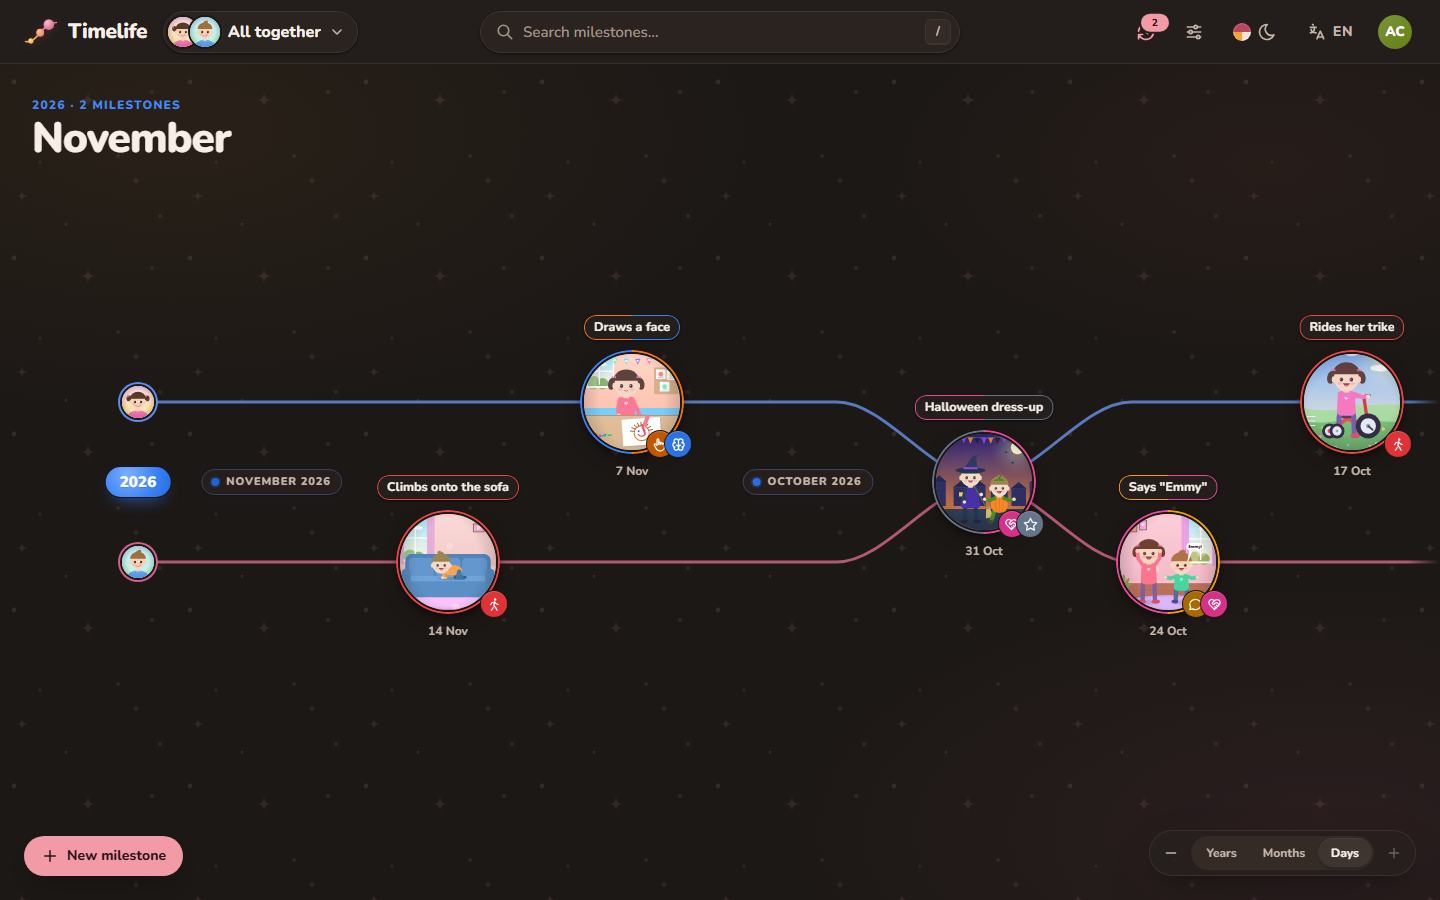 Timelife
All together
Search milestones...
/
2
EN
AC
2026 · 2 MILESTONES
November
Draws a face
Rides her trike
Halloween dress-up
7 Nov
17 Oct
2026
NOVEMBER 2026
Climbs onto the sofa
OCTOBER 2026
Says "Emmy"
Emmy!
31 Oct
14 Nov
24 Oct
New milestone
Years
Months
Days